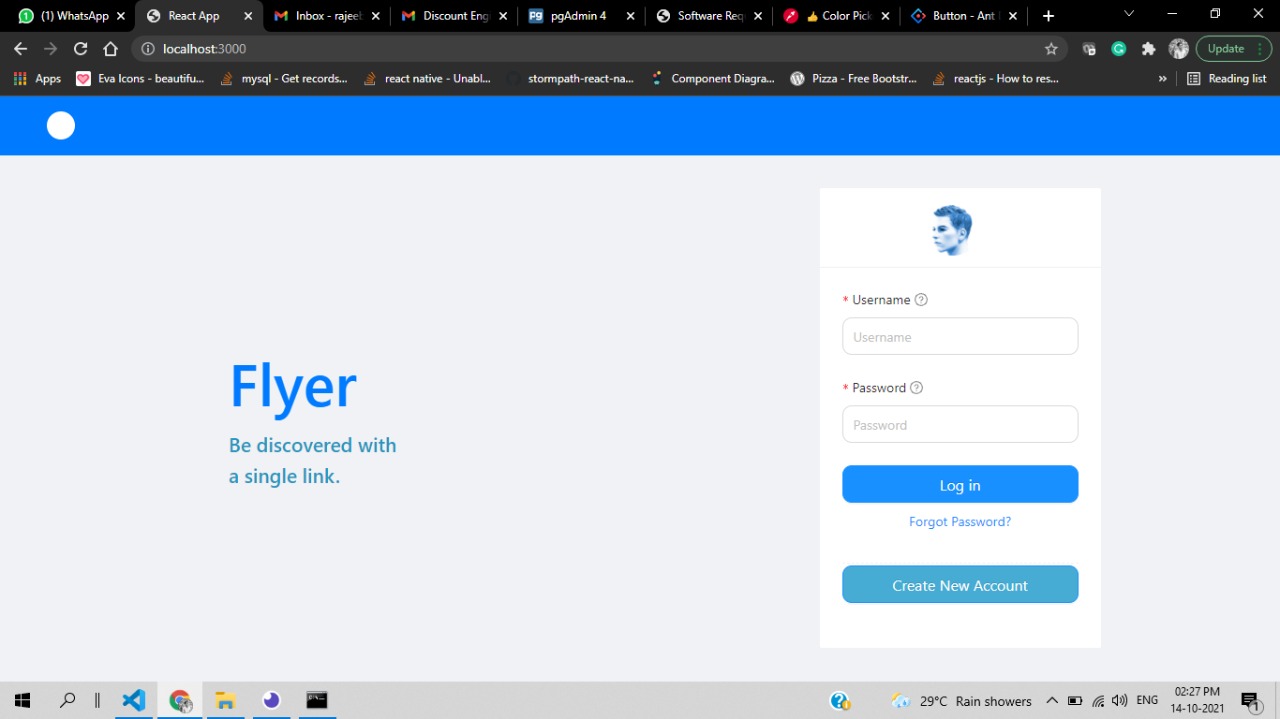 (1) WhatsApp
React App
Inbox - rajeel
Discount Eng
pgAdmin 4
Software Req
👍 Color Pick
Button - Ant
localhost:3000
Update
Apps
Eva Icons - beautifu...
mysql - Get records...
react native - Unabl...
stormpath-react-na...
Component Diagra...
Pizza - Free Bootstr...
reactjs - How to res...
»
Reading list
Flyer
Be discovered with
a single link.
* Username
Username
* Password
Password
Log in
Forgot Password?
Create New Account
29°C Rain showers
ENG
02:27 PM
14-10-2021
1